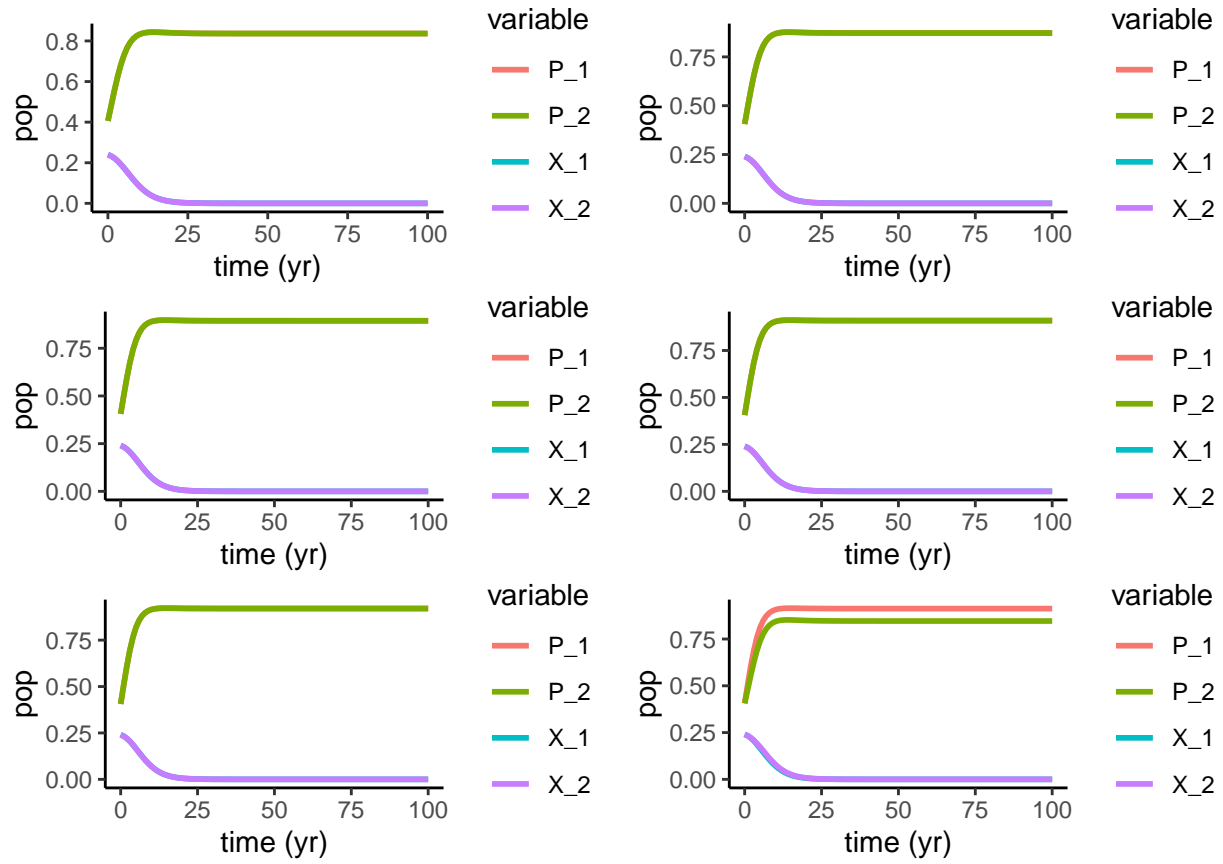 variable
0.8
0.6
0.4
0.2
0.0
pop
0 25 50 75 100
time (yr)
P_1
P_2
X_1
X_2
variable
0.75
0.50
0.25
0.00
pop
0 25 50 75 100
time (yr)
P_1
P_2
X_1
X_2
variable
0.75
0.50
0.25
0.00
pop
0 25 50 75 100
time (yr)
P_1
P_2
X_1
X_2
variable
0.75
0.50
0.25
0.00
pop
0 25 50 75 100
time (yr)
P_1
P_2
X_1
X_2
variable
0.75
0.50
0.25
0.00
pop
0 25 50 75 100
time (yr)
P_1
P_2
X_1
X_2
variable
0.75
0.50
0.25
0.00
pop
0 25 50 75 100
time (yr)
P_1
P_2
X_1
X_2